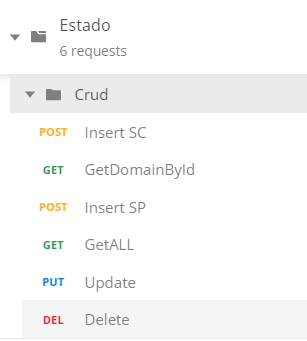 Estado
6 requests
Crud
POST Insert SC
GET GetDomainById
POST Insert SP
GET GetALL
PUT Update
DEL Delete